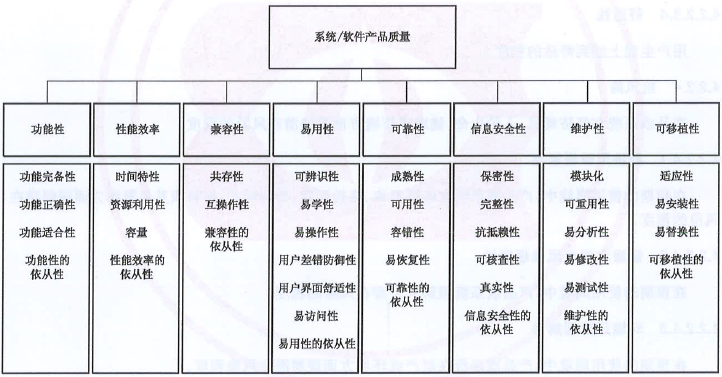 系统/软件产品质量
功能性
性能效率
兼容性
易用性
可靠性
信息安全性
维护性
可移植性
功能完备性
功能正确性
功能适合性
功能性的
依从性
时间特性
资源利用性
容量
性能效率的
依从性
共存性
互操作性
兼容性的
依从性
可辨识性
易学性
易操作性
用户差错防御性
用户界面舒适性
易访问性
易用性的依从性
成熟性
可用性
容错性
易恢复性
可靠性的
依从性
保密性
完整性
抗抵赖性
可核查性
真实性
信息安全性的
依从性
模块化
可重用性
易分析性
易修改性
易测试性
维护性的
依从性
适应性
易安装性
易替换性
可移植性的
依从性